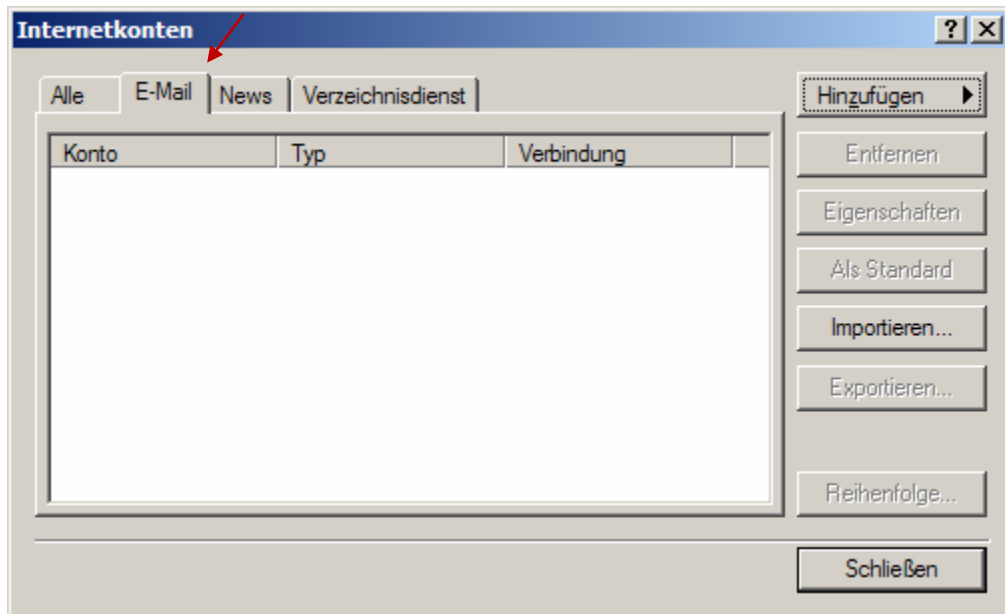 Internetkonten
Alle E-Mail News Verzeichnisdienst
Hinzufügen
Konto Typ Verbindung
Entfernen
Eigenschaften
Als Standard
Importieren...
Exportieren...
Reihenfolge...
Schließen